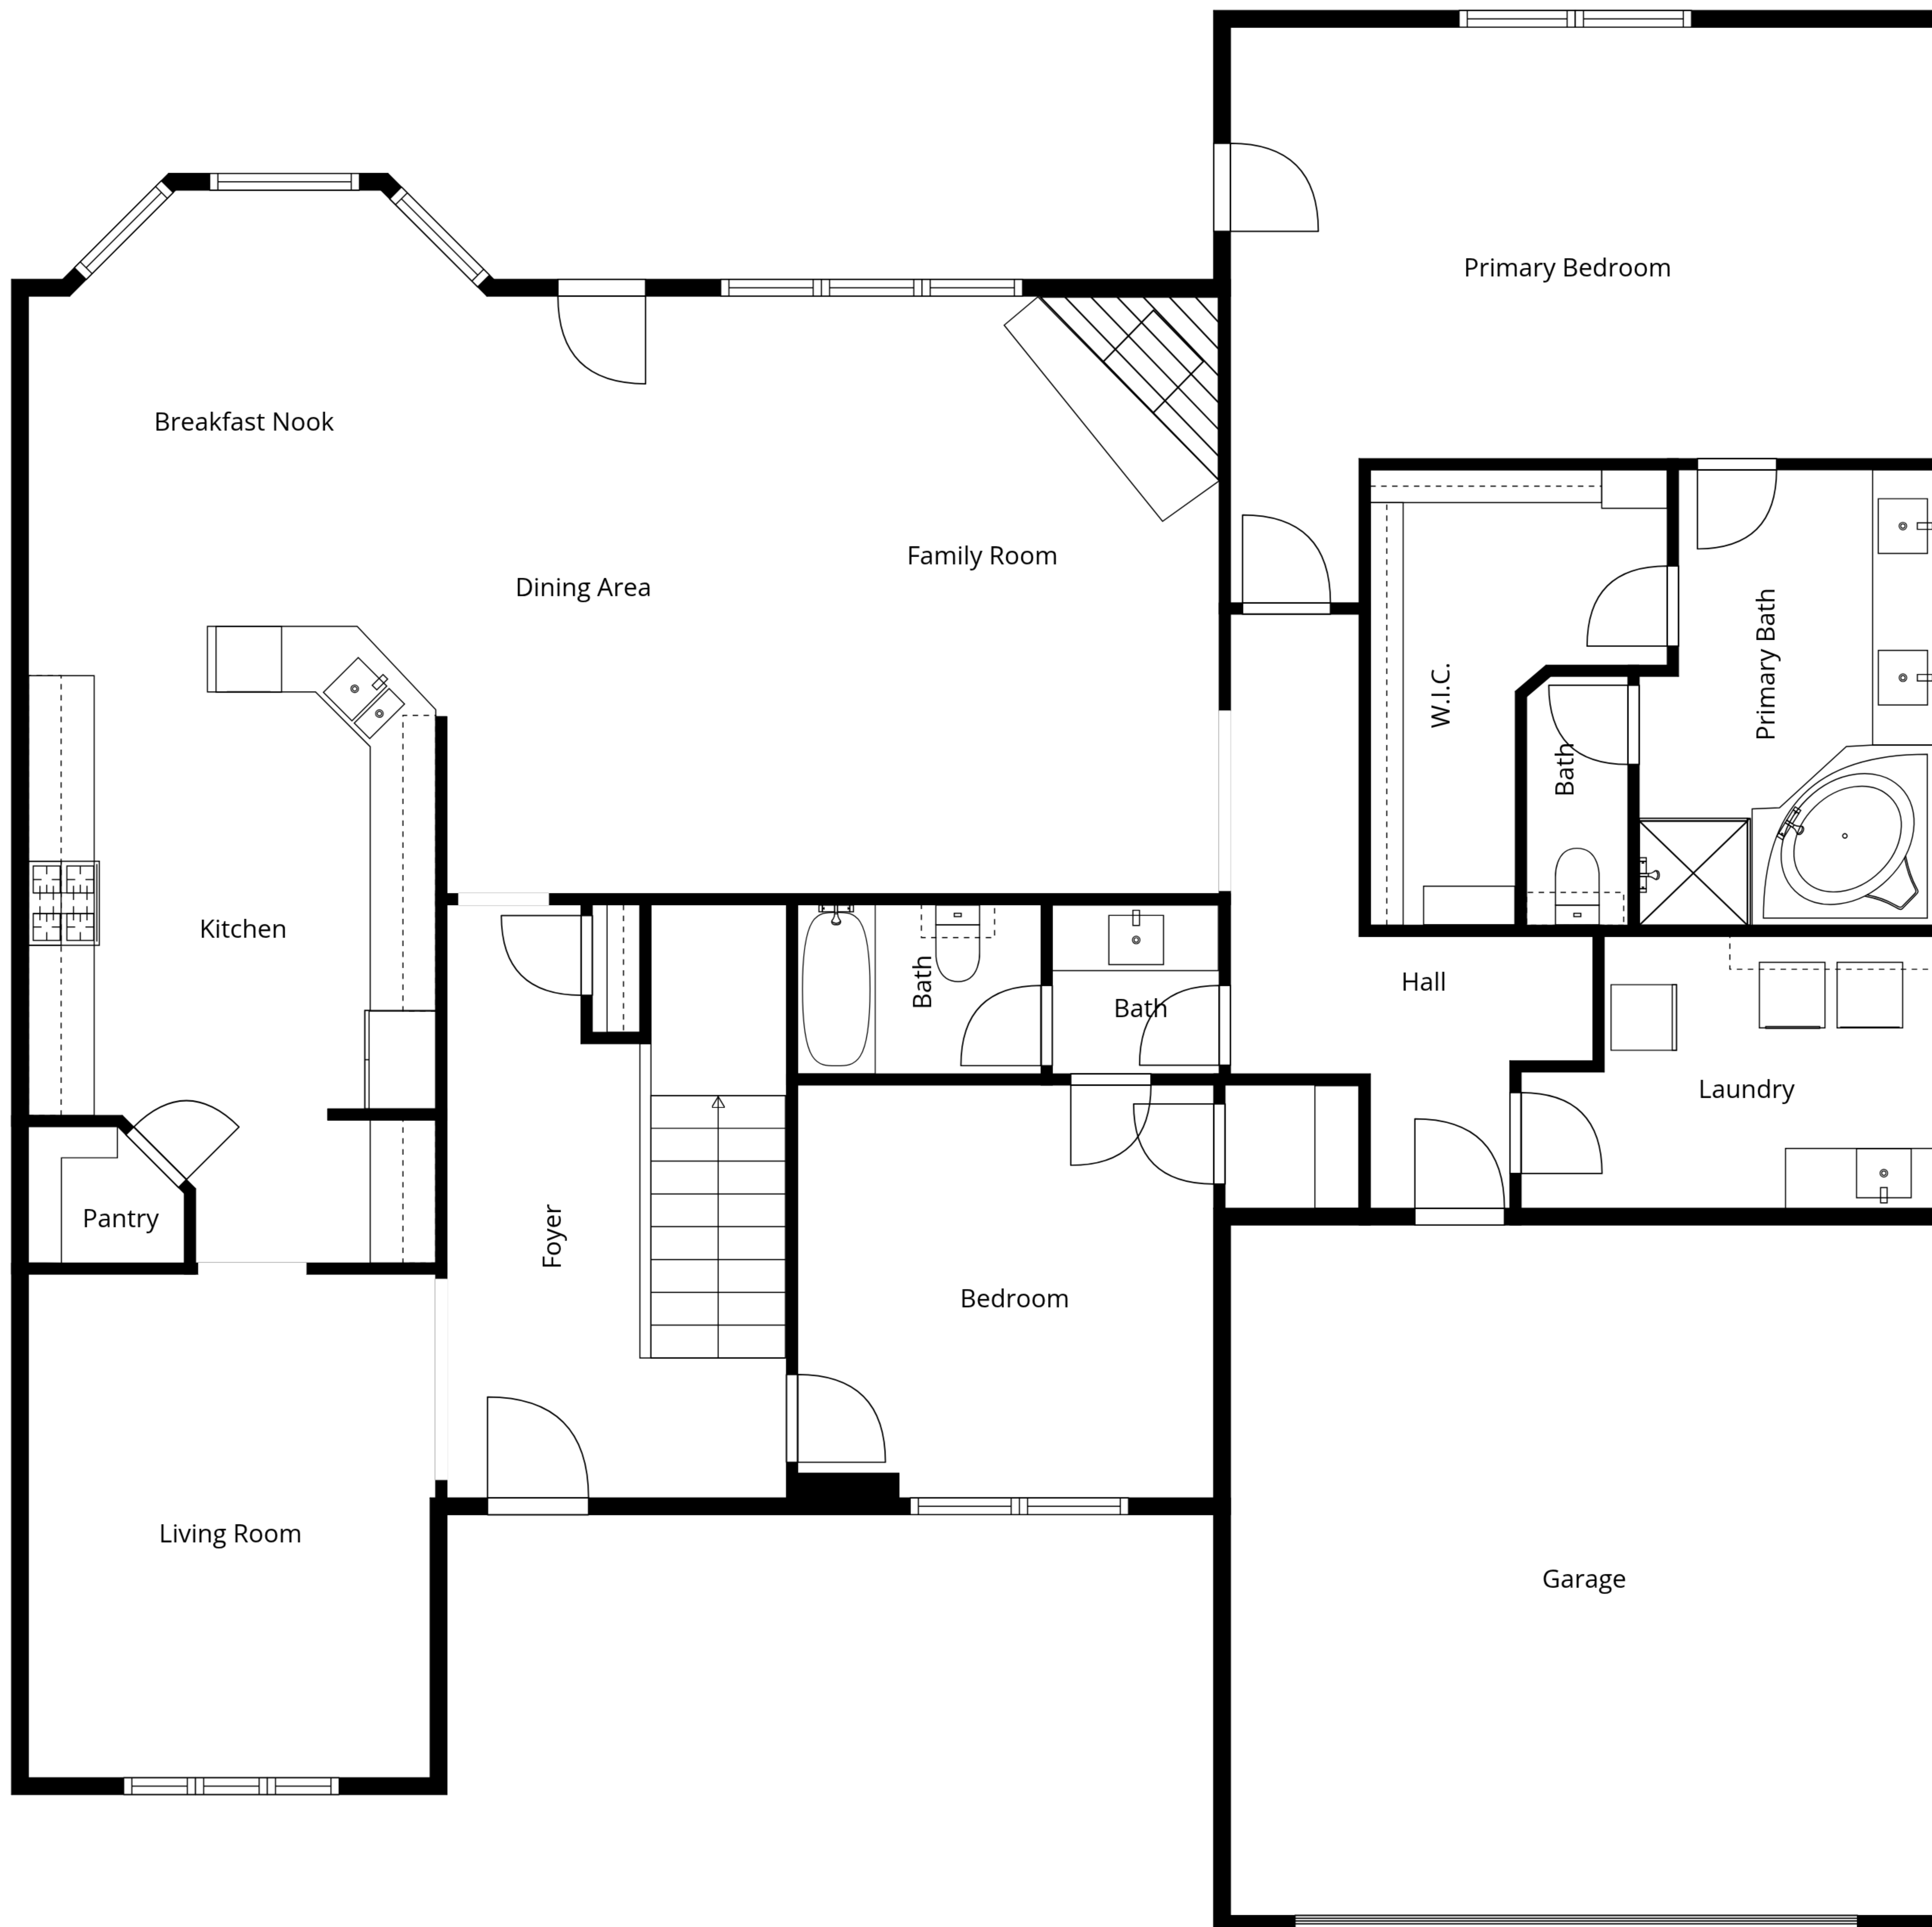 Primary Bedroom
Breakfast Nook
Family Room
Dining Area
Primary Bath
W.I.C.
Bath
Kitchen
Bath
Bath
Hall
Laundry
Pantry
Foyer
Bedroom
Living Room
Garage